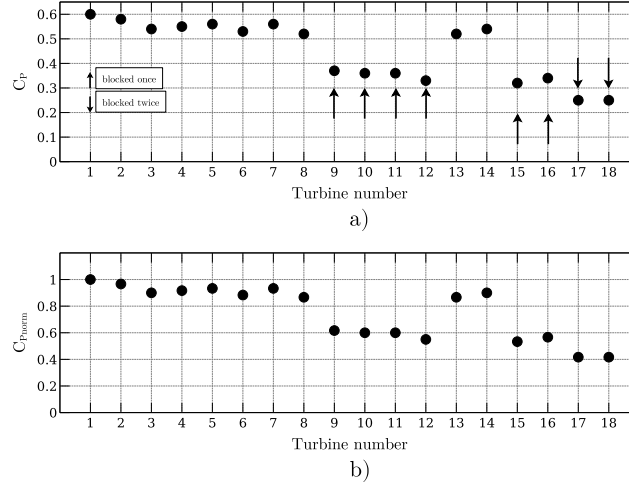 0.6
0.5
0.4
0.3
0.2
0.1
0
C_P
blocked once
blocked twice
1 2 3 4 5 6 7 8 9 10 11 12 13 14 15 16 17 18
Turbine number
a)
1
0.8
0.6
0.4
0.2
0
C_Pnorm
1 2 3 4 5 6 7 8 9 10 11 12 13 14 15 16 17 18
Turbine number
b)